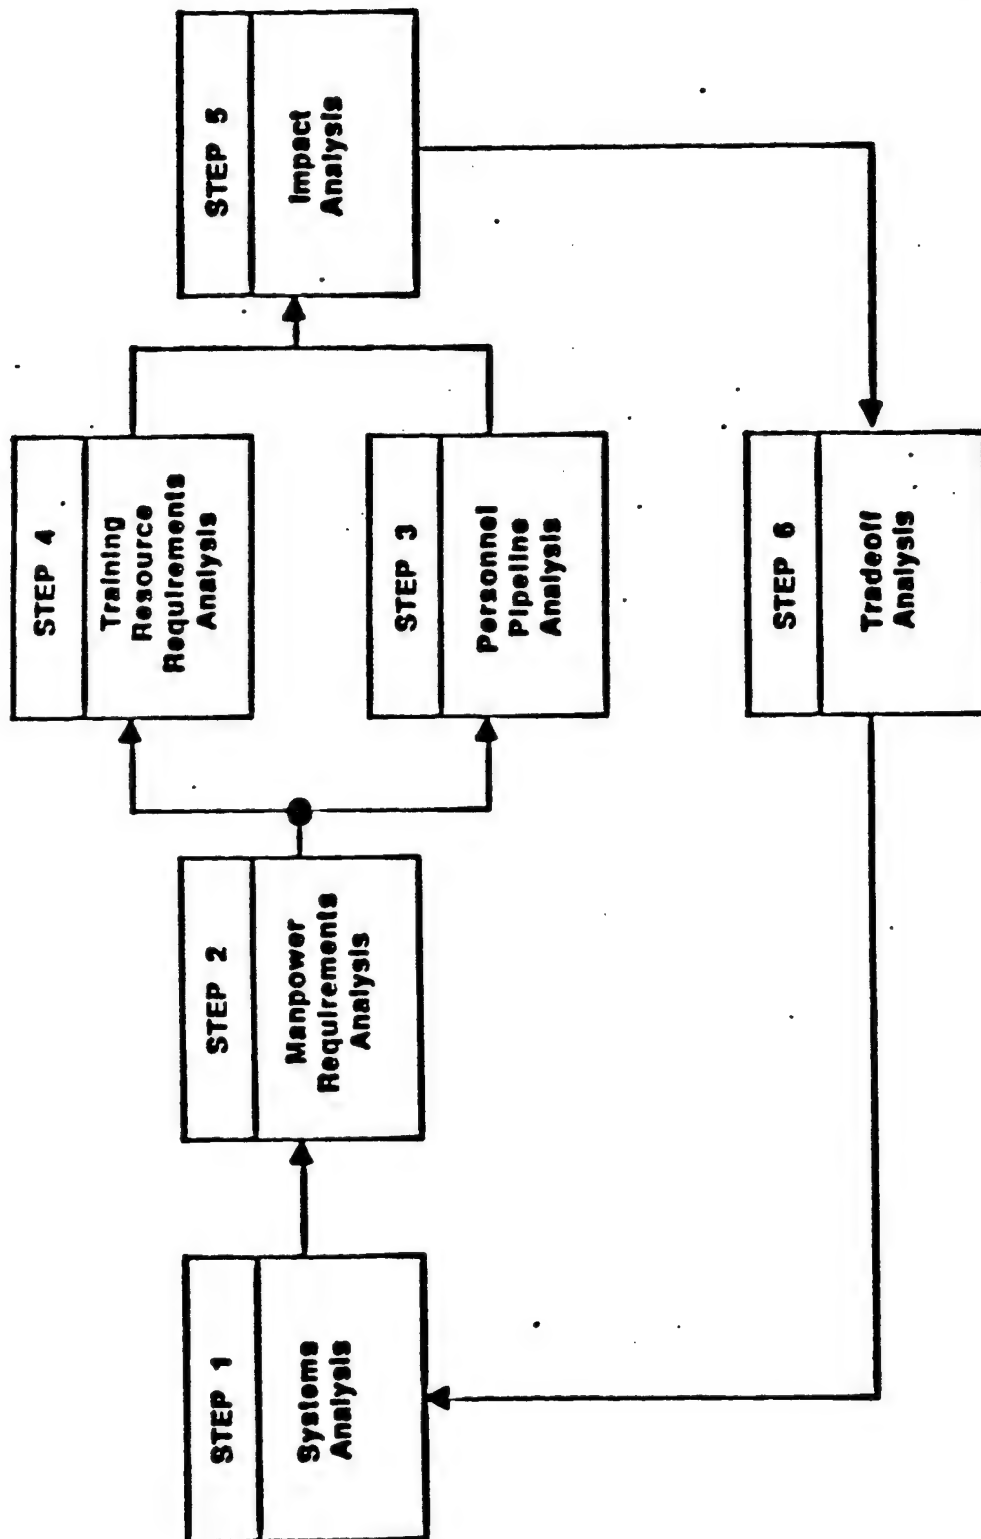 STEP 1
Systems
Analysis
STEP 2
Manpower
Requirements
Analysis
STEP 4
Training
Resource
Requirements
Analysis
STEP 3
Personnel
Pipeline
Analysis
STEP 5
Impact
Analysis
STEP 6
Tradeoff
Analysis